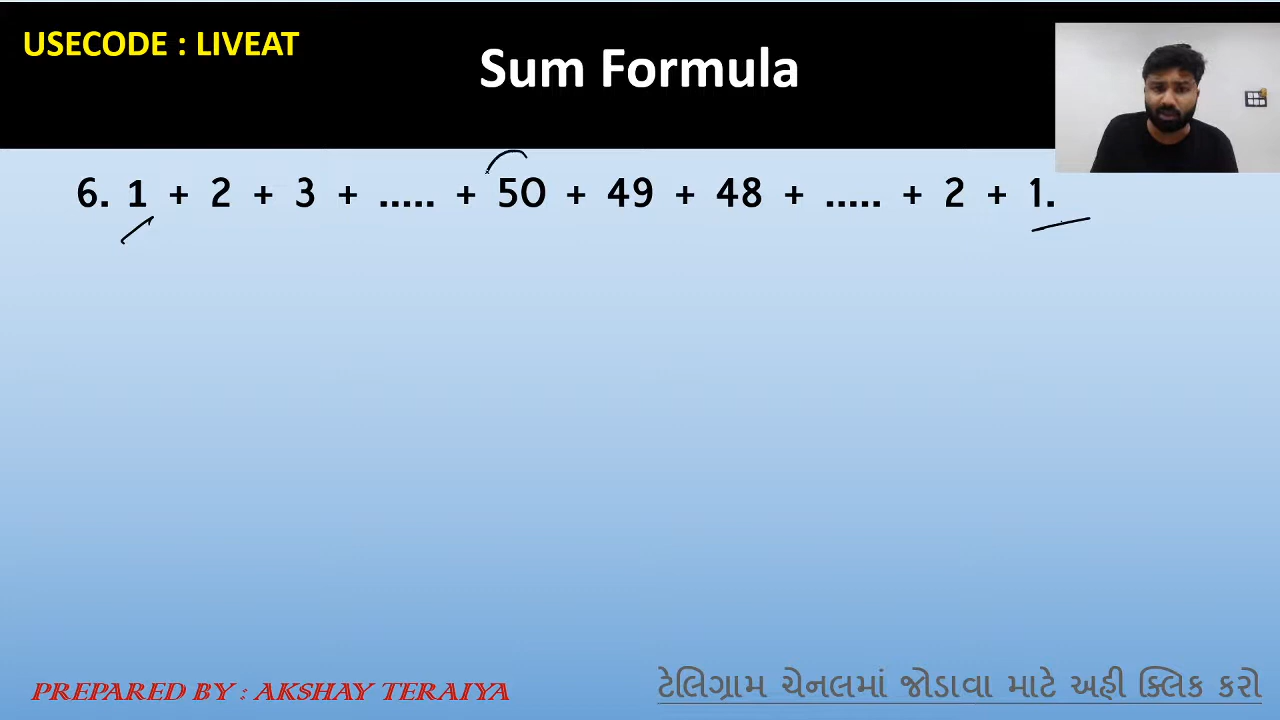 USECODE : LIVEAT
Sum Formula
6. 1 + 2 + 3 + ..... + 50 + 49 + 48 + ..... + 2 + 1.
PREPARED BY : AKSHAY TERAIYA
ટેલિગ્રામ ચેનલમાં જોડાવા માટે અહી ક્લિક કરો